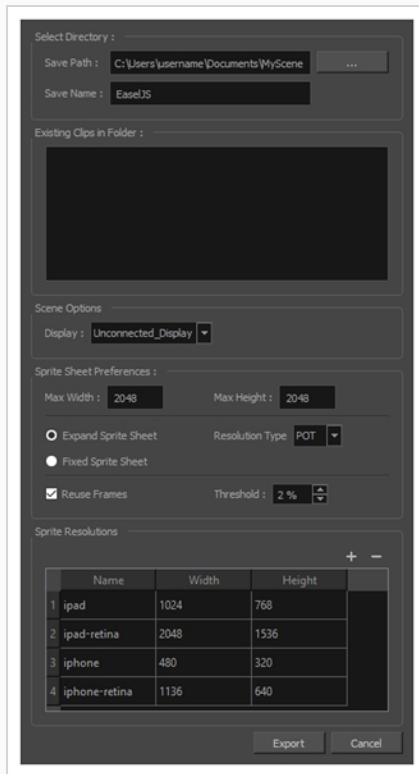 Select Directory :
Save Path : C:\Users\username\Documents\MyScene ...
Save Name : EaselJS
Existing Clips in Folder :
Scene Options
Display : Unconnected_Display
Sprite Sheet Preferences :
Max Width : 2048 Max Height : 2048
Expand Sprite Sheet Resolution Type POT
Fixed Sprite Sheet
Reuse Frames Threshold : 2 %
Sprite Resolutions
+ −
Name Width Height
1 ipad 1024 768
2 ipad-retina 2048 1536
3 iphone 480 320
4 iphone-retina 1136 640
Export Cancel